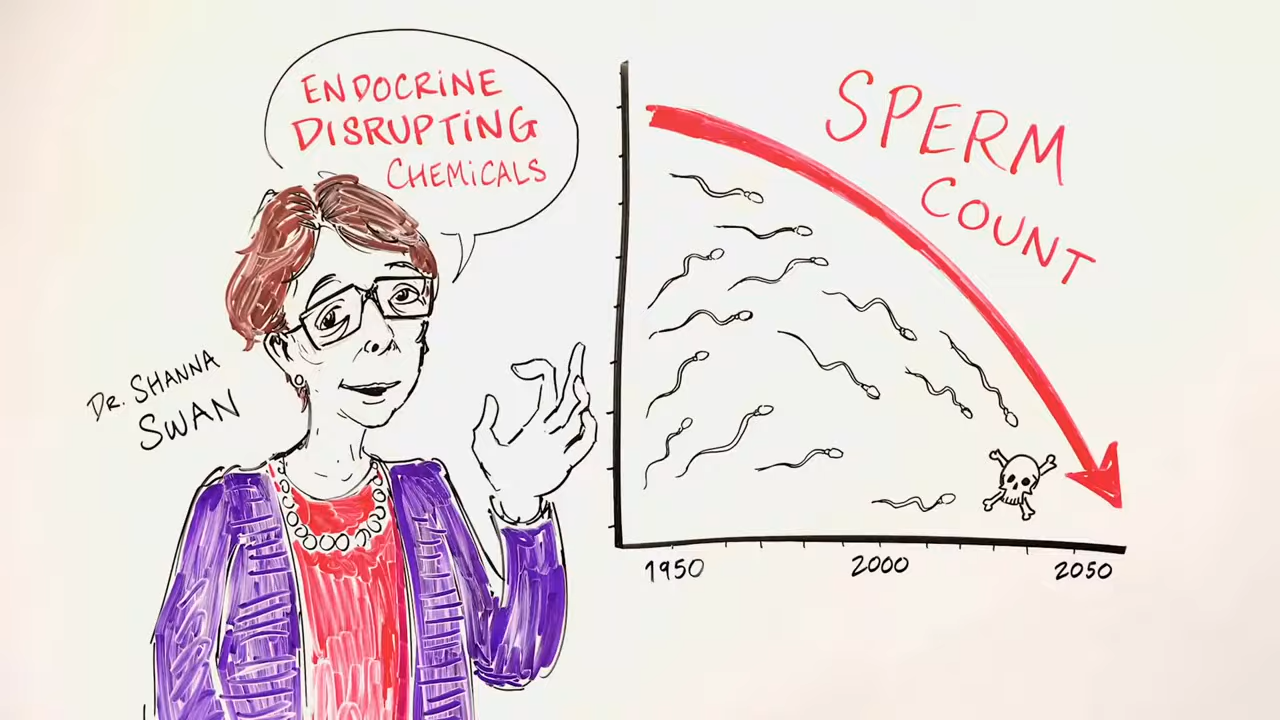 ENDOCRINE
DISRUPTING
CHEMICALS
DR. SHANNA
SWAN
SPERM
COUNT
1950 2000 2050